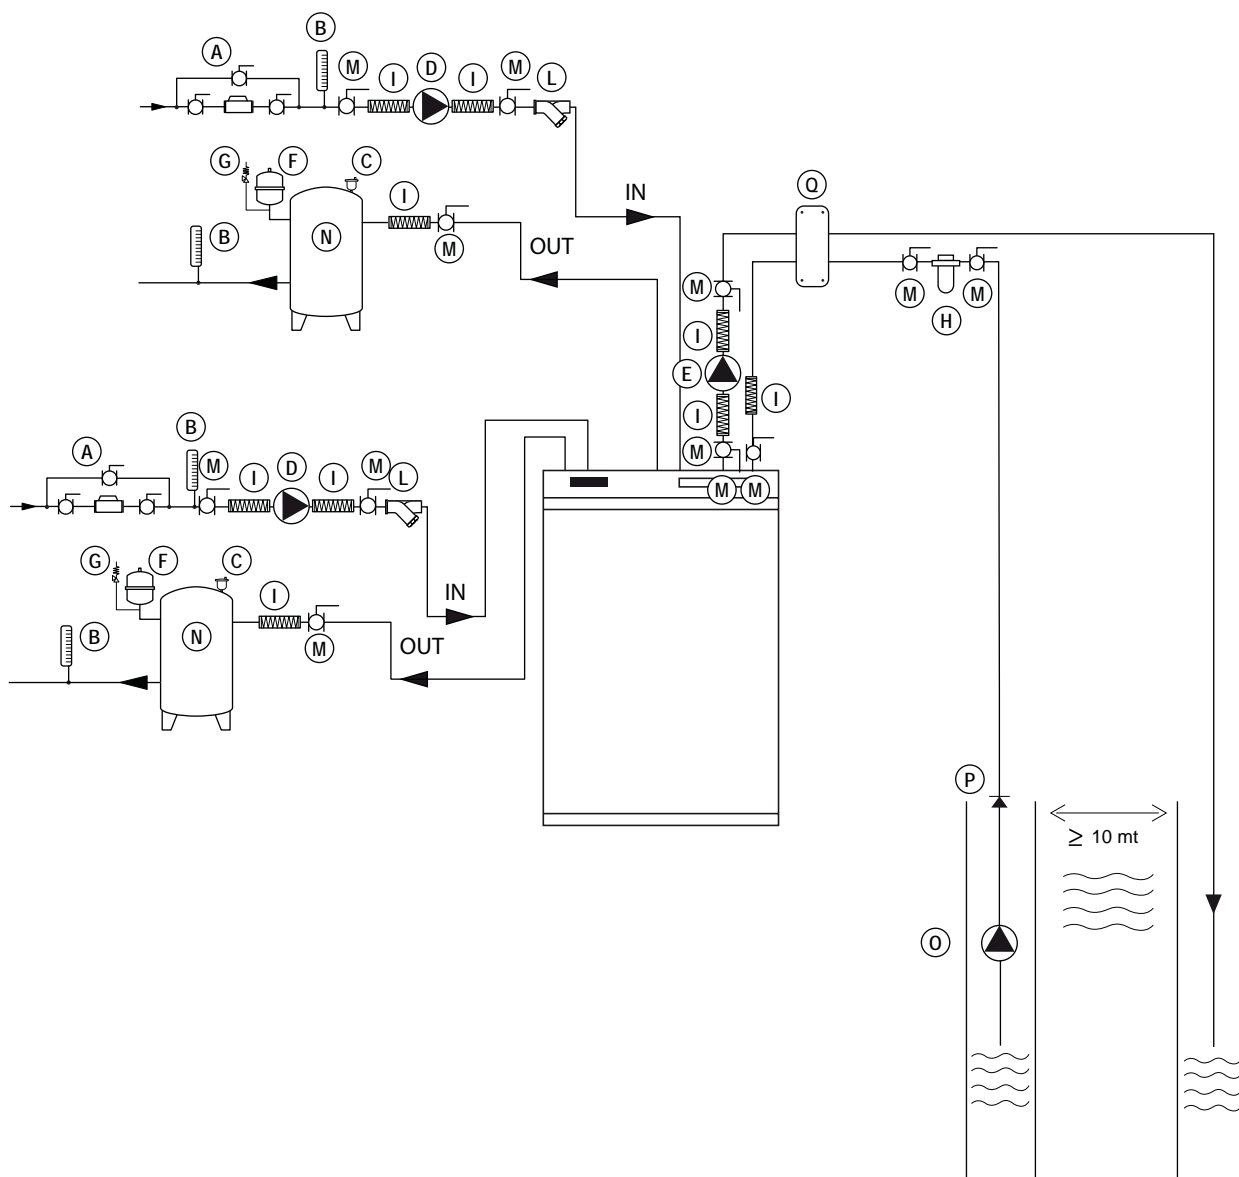 B
A M I D I M L
G F C
I Q
IN
B N M OUT
M M M
H
I
E
I I
M
B
A M I D I M L
M M
G F C
I IN
B N M OUT
P
≥ 10 mt
O